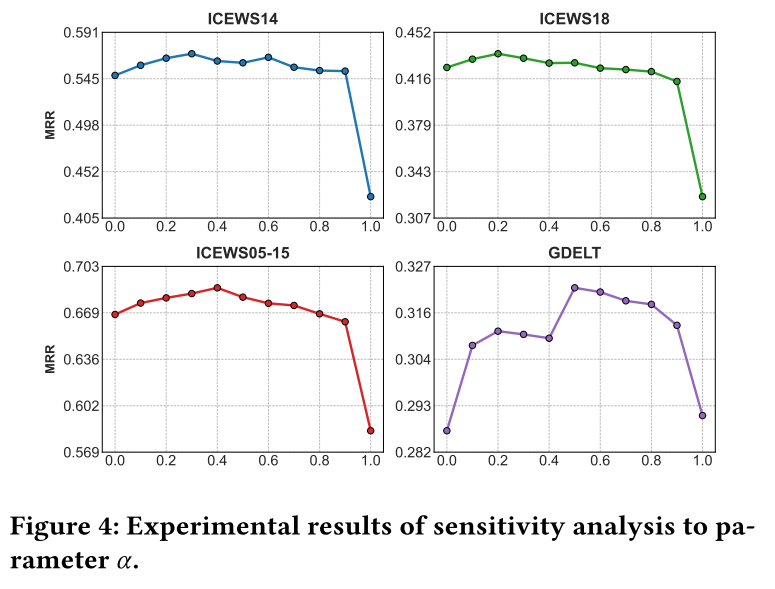 ICEWS14
0.591
0.545
0.498
0.452
0.405
MRR
0.0 0.2 0.4 0.6 0.8 1.0
ICEWS18
0.452
0.416
0.379
0.343
0.307
0.0 0.2 0.4 0.6 0.8 1.0
ICEWS05-15
0.703
0.669
0.636
0.602
0.569
MRR
0.0 0.2 0.4 0.6 0.8 1.0
GDELT
0.327
0.316
0.304
0.293
0.282
0.0 0.2 0.4 0.6 0.8 1.0
Figure 4: Experimental results of sensitivity analysis to pa-
rameter α.